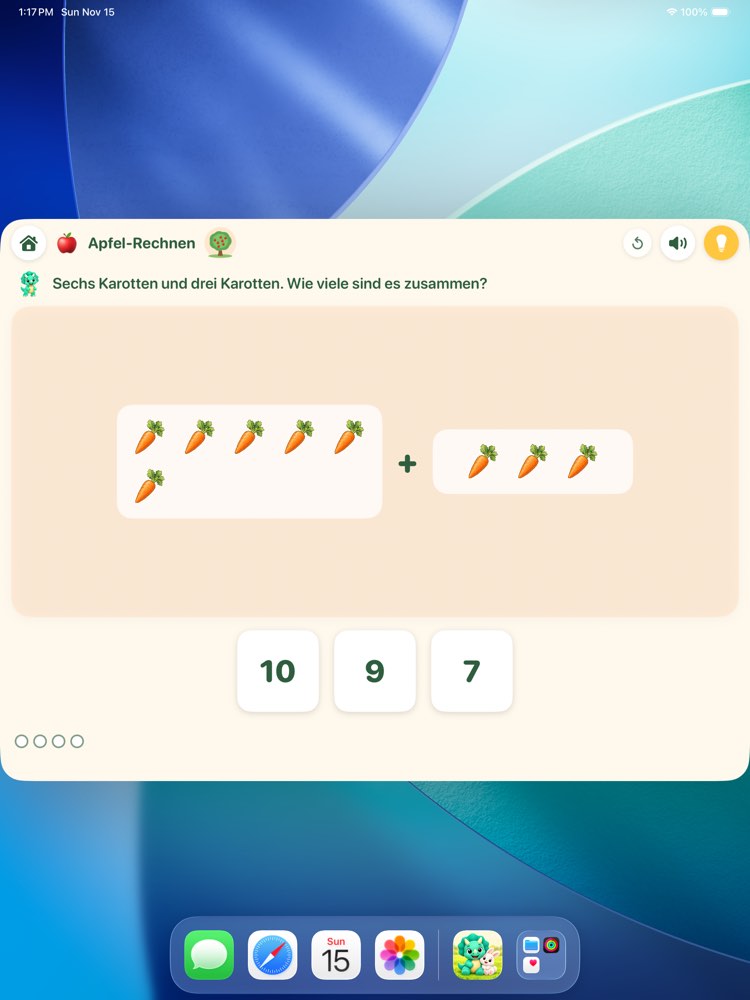 1:17 PM Sun Nov 15
100%
Apfel-Rechnen
Sechs Karotten und drei Karotten. Wie viele sind es zusammen?
+
10 9 7
Sun
15